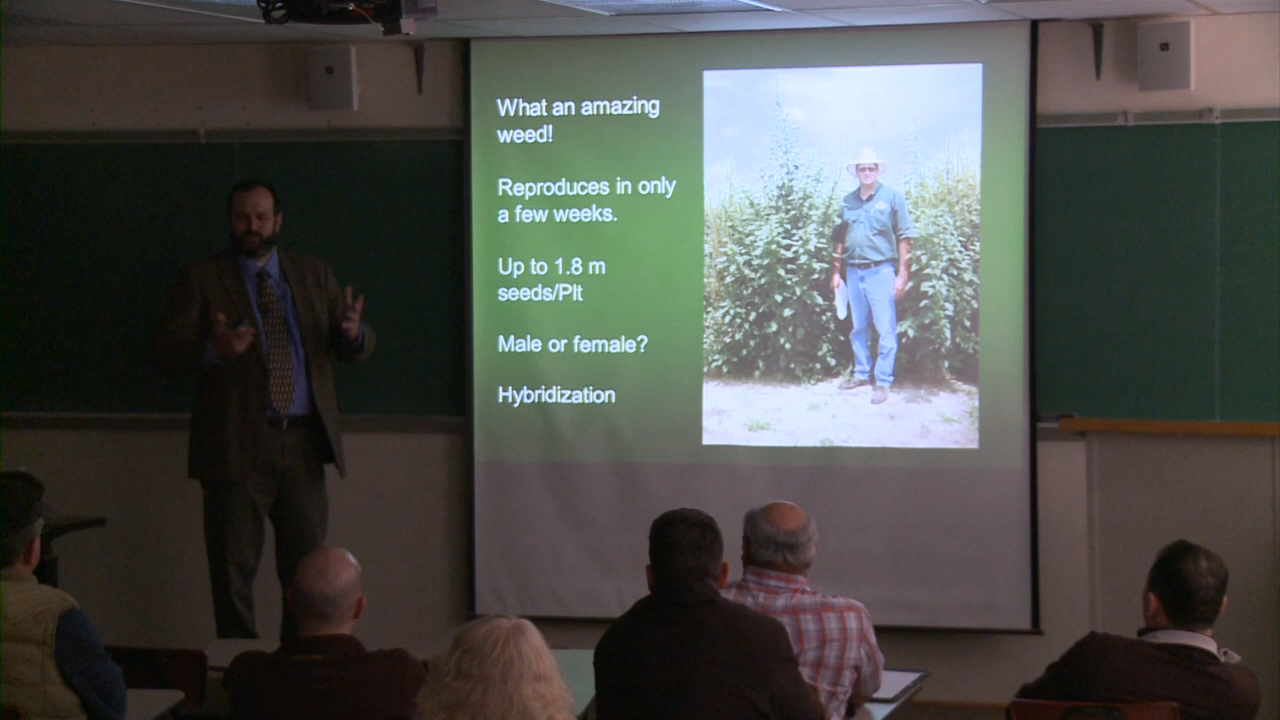 What an amazing
weed!
Reproduces in only
a few weeks.
Up to 1.8 m
seeds/Plt
Male or female?
Hybridization